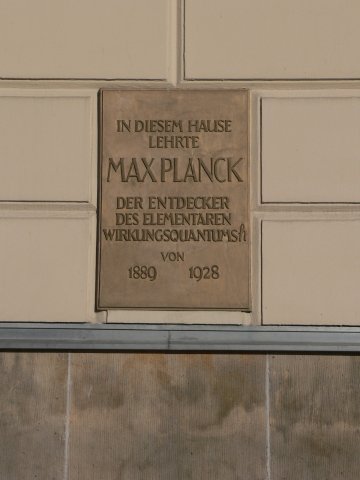 IN DIESEM HAUSE
LEHRTE
MAX PLANCK
DER ENTDECKER
DES ELEMENTAREN
WIRKUNGSQUANTUMS h
VON
1889 1928